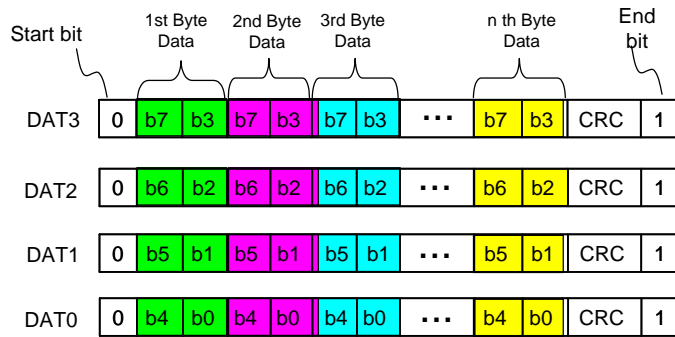 Start bit
1st Byte
Data
2nd Byte
Data
3rd Byte
Data
n th Byte
Data
End
bit
DAT3 0 b7 b3 b7 b3 b7 b3 ... b7 b3 CRC 1
DAT2 0 b6 b2 b6 b2 b6 b2 ... b6 b2 CRC 1
DAT1 0 b5 b1 b5 b1 b5 b1 ... b5 b1 CRC 1
DAT0 0 b4 b0 b4 b0 b4 b0 ... b4 b0 CRC 1